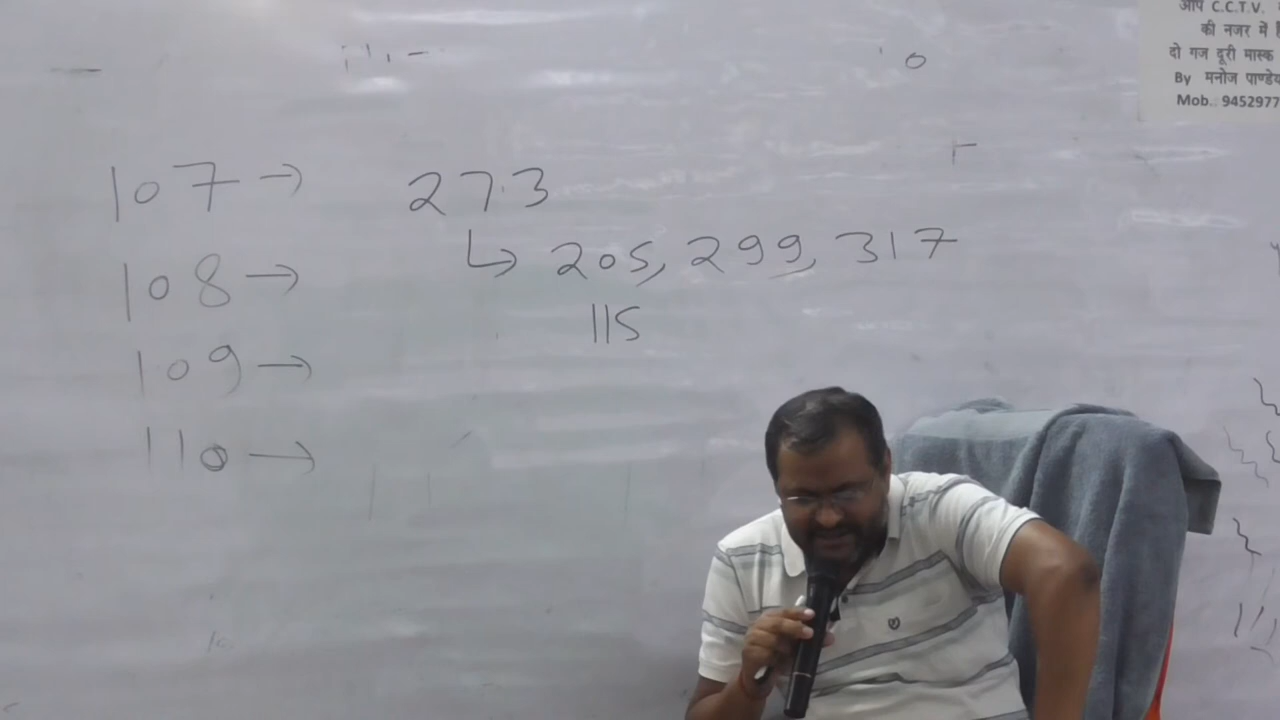 आप C.C.T.V.
की नजर में
दो गज दूरी मास्क
By मनोज पाण्डेय
Mob.. 9452977
107 → 273
↳ 205, 299, 317
108 →
115
109 →
110 →